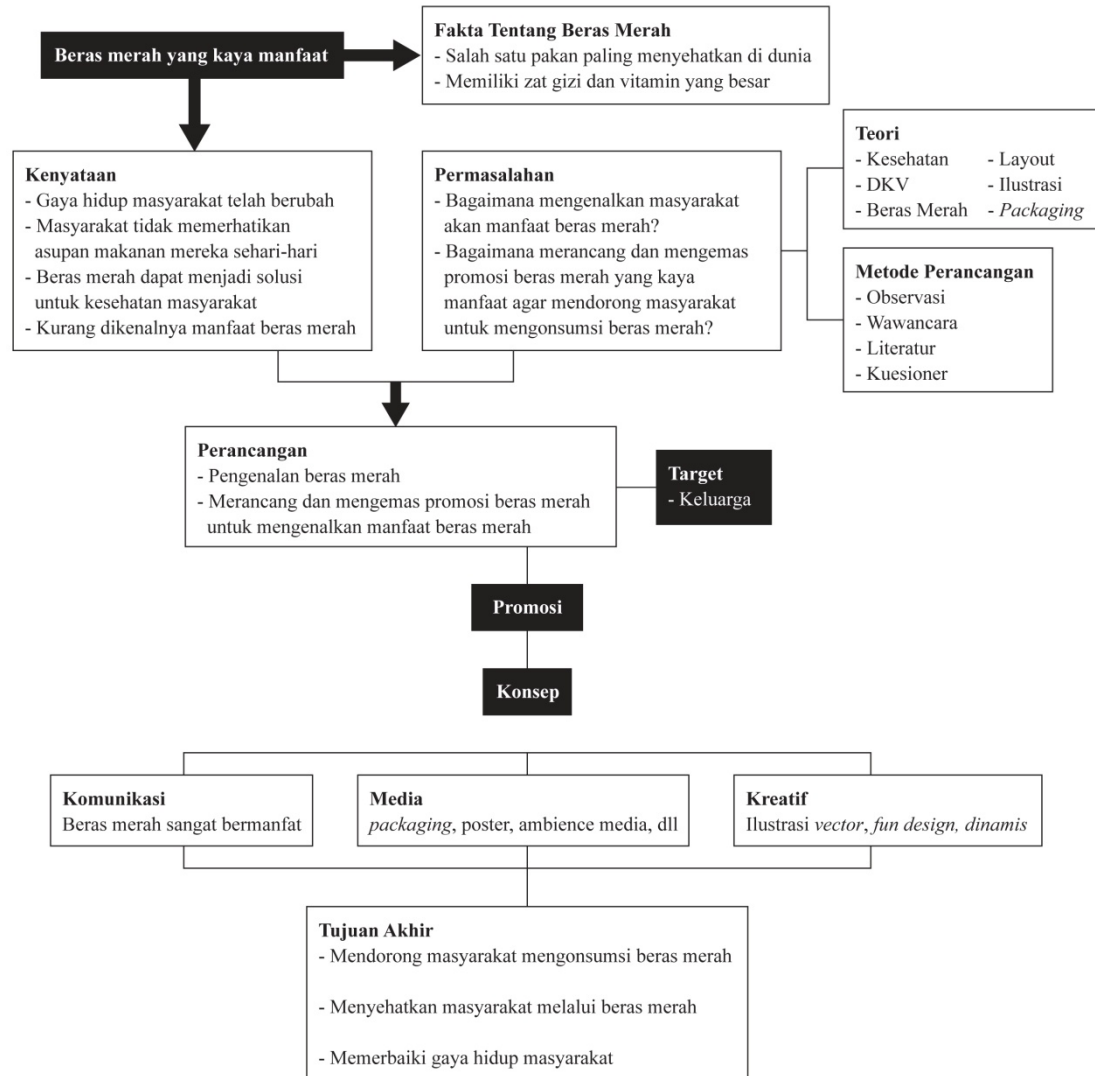 Beras merah yang kaya manfaat
Fakta Tentang Beras Merah
- Salah satu pakan paling menyehatkan di dunia
- Memiliki zat gizi dan vitamin yang besar
Kenyataan
- Gaya hidup masyarakat telah berubah
- Masyarakat tidak memerhatikan
asupan makanan mereka sehari-hari
- Beras merah dapat menjadi solusi
untuk kesehatan masyarakat
- Kurang dikenalnya manfaat beras merah
Permasalahan
- Bagaimana mengenalkan masyarakat
akan manfaat beras merah?
- Bagaimana merancang dan mengemas
promosi beras merah yang kaya
manfaat agar mendorong masyarakat
untuk mengonsumsi beras merah?
Teori
- Kesehatan - Layout
- DKV - Ilustrasi
- Beras Merah - Packaging
Metode Perancangan
- Observasi
- Wawancara
- Literatur
- Kuesioner
Perancangan
- Pengenalan beras merah
- Merancang dan mengemas promosi beras merah
untuk mengenalkan manfaat beras merah
Target
- Keluarga
Promosi
Konsep
Komunikasi
Beras merah sangat bermanfat
Media
packaging, poster, ambience media, dll
Kreatif
Ilustrasi vector, fun design, dinamis
Tujuan Akhir
- Mendorong masyarakat mengonsumsi beras merah
- Menyehatkan masyarakat melalui beras merah
- Memerbaiki gaya hidup masyarakat